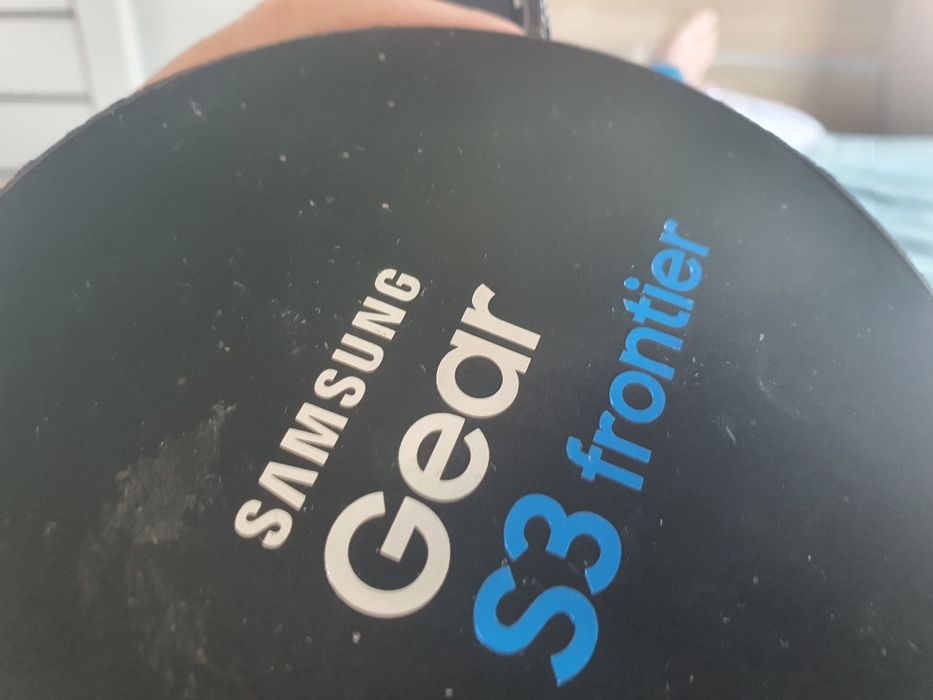 SAMSUNG
Gear
S3 frontier